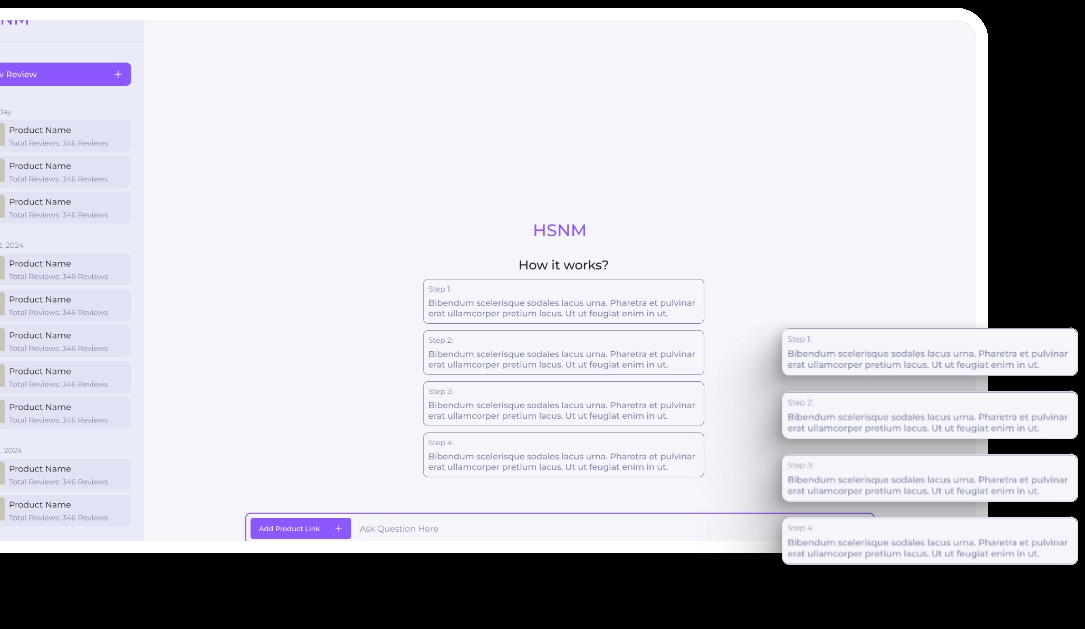 HSNM
Review
Product Name
Total Reviews: 346 Reviews
Product Name
Total Reviews: 346 Reviews
Product Name
Total Reviews: 346 Reviews
, 2024
Product Name
Total Reviews: 346 Reviews
Product Name
Total Reviews: 346 Reviews
Product Name
Total Reviews: 346 Reviews
Product Name
Total Reviews: 346 Reviews
Product Name
Total Reviews: 346 Reviews
, 2024
Product Name
Total Reviews: 346 Reviews
Product Name
Total Reviews: 346 Reviews
HSNM
How it works?
Step 1:
Bibendum scelerisque sodales lacus urna. Pharetra et pulvinar
erat ullamcorper pretium lacus. Ut ut feugiat enim in ut.
Step 2:
Bibendum scelerisque sodales lacus urna. Pharetra et pulvinar
erat ullamcorper pretium lacus. Ut ut feugiat enim in ut.
Step 3:
Bibendum scelerisque sodales lacus urna. Pharetra et pulvinar
erat ullamcorper pretium lacus. Ut ut feugiat enim in ut.
Step 4:
Bibendum scelerisque sodales lacus urna. Pharetra et pulvinar
erat ullamcorper pretium lacus. Ut ut feugiat enim in ut.
Add Product Link +
Ask Question Here
Step 1:
Bibendum scelerisque sodales lacus urna. Pharetra et pulvinar
erat ullamcorper pretium lacus. Ut ut feugiat enim in ut.
Step 2:
Bibendum scelerisque sodales lacus urna. Pharetra et pulvinar
erat ullamcorper pretium lacus. Ut ut feugiat enim in ut.
Step 3:
Bibendum scelerisque sodales lacus urna. Pharetra et pulvinar
erat ullamcorper pretium lacus. Ut ut feugiat enim in ut.
Step 4:
Bibendum scelerisque sodales lacus urna. Pharetra et pulvinar
erat ullamcorper pretium lacus. Ut ut feugiat enim in ut.